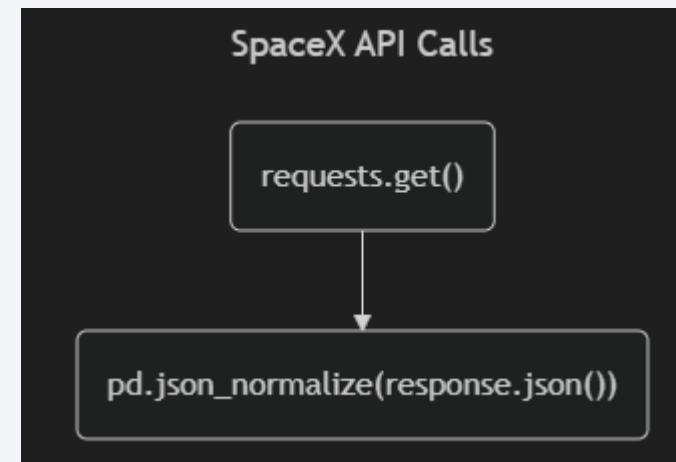 SpaceX API Calls
requests.get()
pd.json_normalize(response.json())